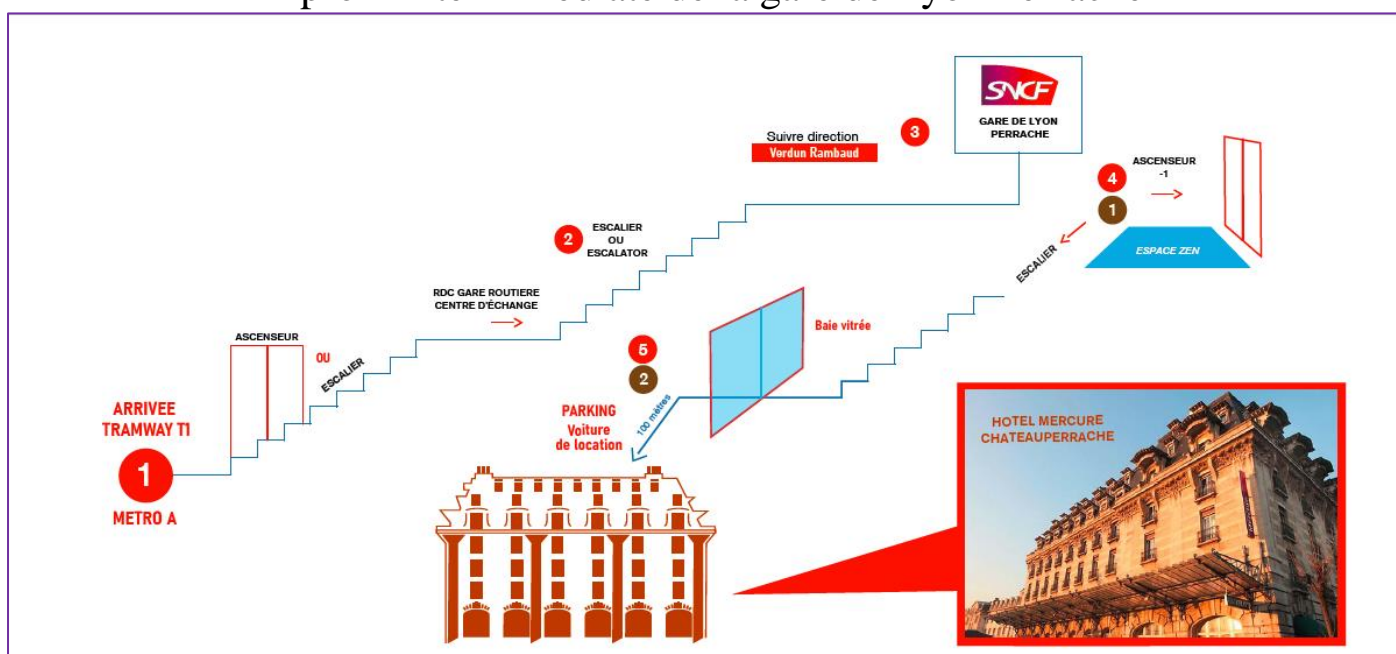 SNCF
GARE DE LYON
PERRACHE
3
Suivre direction
Verdun Rambaud
4
1
ASCENSEUR
-1
ESCALIER
ESPACE ZEN
2
ESCALIER
OU
ESCALATOR
RDC GARE ROUTIERE
CENTRE D'ÉCHANGE
ASCENSEUR
OU
ESCALIER
ARRIVEE
TRAMWAY T1
1
METRO A
Baie vitrée
5
2
PARKING
Voiture
de location
100 mètres
HOTEL MERCURE
CHATEAUPERRACHE